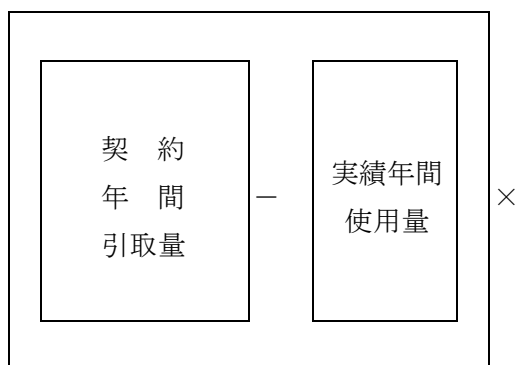 契 約
年 間
引取量
－
実績年間
使用量
×